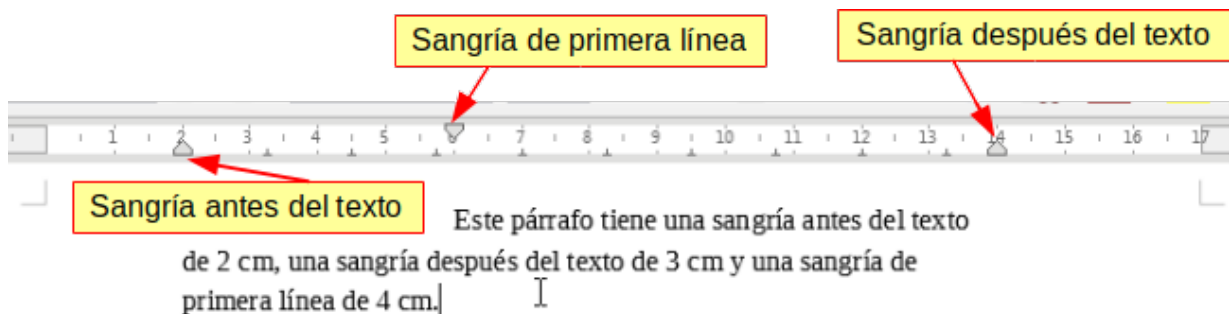 Sangría de primera línea
Sangría después del texto
1 2 3 4 5 6 7 8 9 10 11 12 13 14 15 16 17
Sangría antes del texto
Este párrafo tiene una sangría antes del texto
de 2 cm, una sangría después del texto de 3 cm y una sangría de
primera línea de 4 cm.